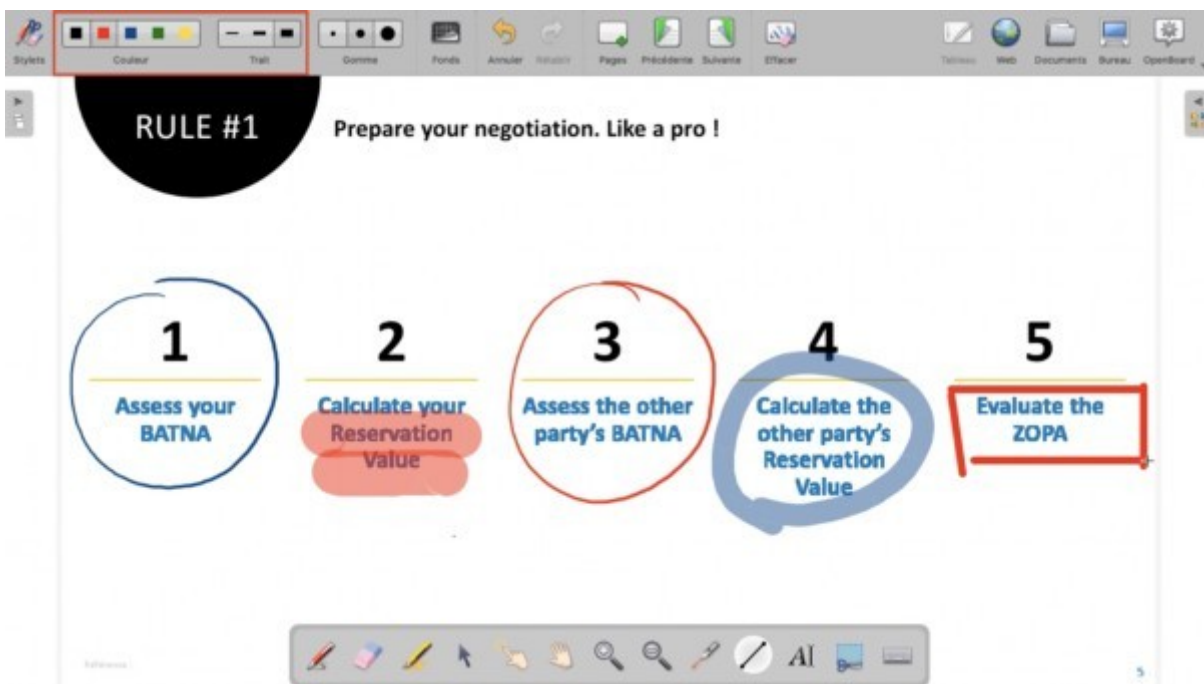 Stylets Couleur Trait Gomme Fonds Annuler Rétablir Pages Précédente Suivante Effacer Tableau Web Documents Bureau OpenBoard
RULE #1
Prepare your negotiation. Like a pro !
1
Assess your
BATNA
2
Calculate your
Reservation
Value
3
Assess the other
party's BATNA
4
Calculate the
other party's
Reservation
Value
5
Evaluate the
ZOPA
AI
5